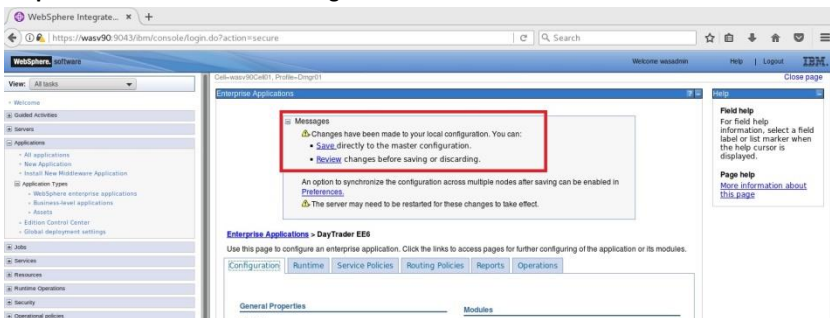 WebSphere Integrate... × +
https://wasv90:9043/ibm/console/login.do?action=secure
Search
WebSphere. software
Welcome wasadmin
Help | Logout
IBM.
View: All tasks
Cell=wasv90Cell01, Profile=Dmgr01
Close page
Welcome
Guided Activities
Servers
Applications
All applications
New Application
Install New Middleware Application
Application Types
WebSphere enterprise applications
Business-level applications
Assets
Edition Control Center
Global deployment settings
Jobs
Services
Resources
Runtime Operations
Security
Operational policies
Enterprise Applications
Messages
Changes have been made to your local configuration. You can:
• Save directly to the master configuration.
• Review changes before saving or discarding.
An option to synchronize the configuration across multiple nodes after saving can be enabled in
Preferences.
The server may need to be restarted for these changes to take effect.
Enterprise Applications > DayTrader EE6
Use this page to configure an enterprise application. Click the links to access pages for further configuring of the application or its modules.
Configuration Runtime Service Policies Routing Policies Reports Operations
General Properties
Modules
Help
Field help
For field help
information, select a field
label or list marker when
the help cursor is
displayed.
Page help
More information about
this page